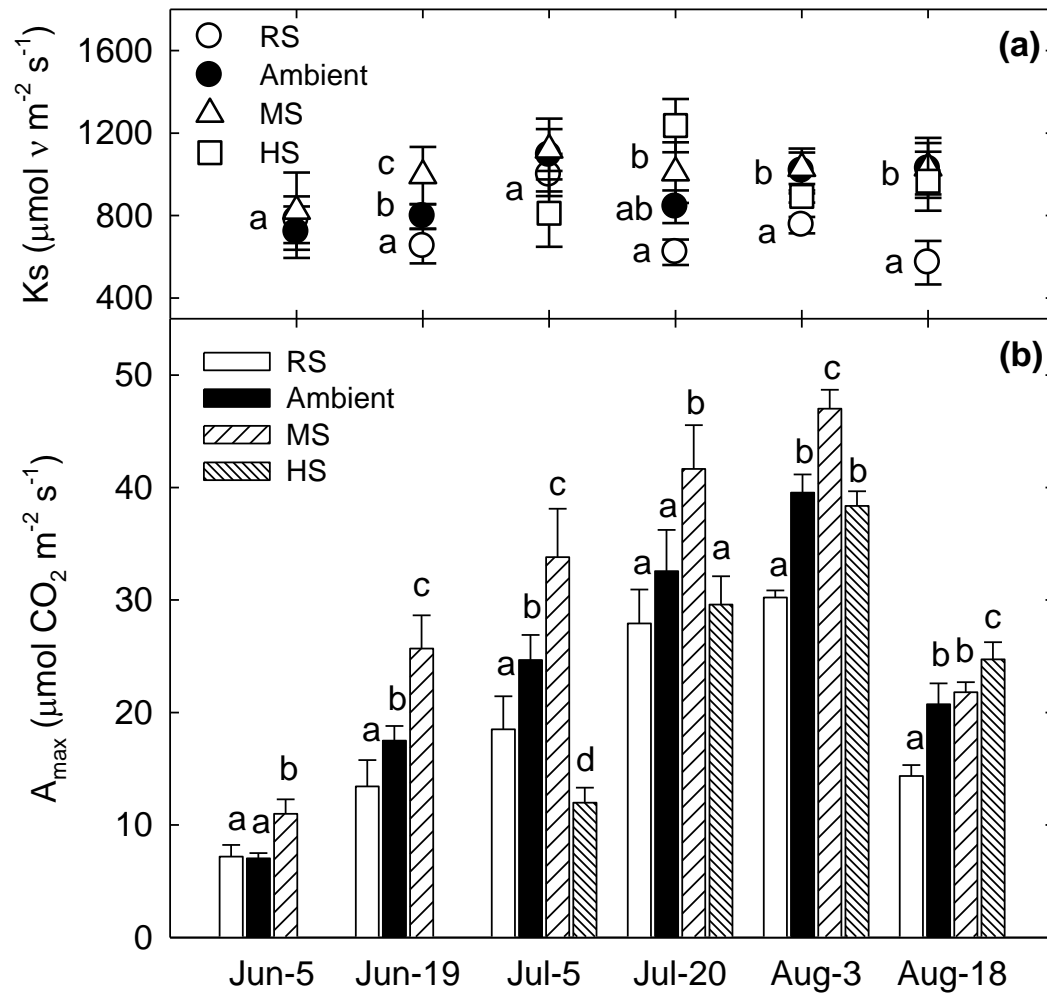 (a)
RS
Ambient
MS
HS
Ks (μmol ν m⁻² s⁻¹)
1600
1200
800
400
a
c
b
a
a
b
ab
a
b
a
b
a
(b)
RS
Ambient
MS
HS
Aₘₐₓ (μmol CO₂ m⁻² s⁻¹)
50
40
30
20
10
0
a a b
a b c
a b c d
a a b a
a b c b
a b b c
Jun-5 Jun-19 Jul-5 Jul-20 Aug-3 Aug-18